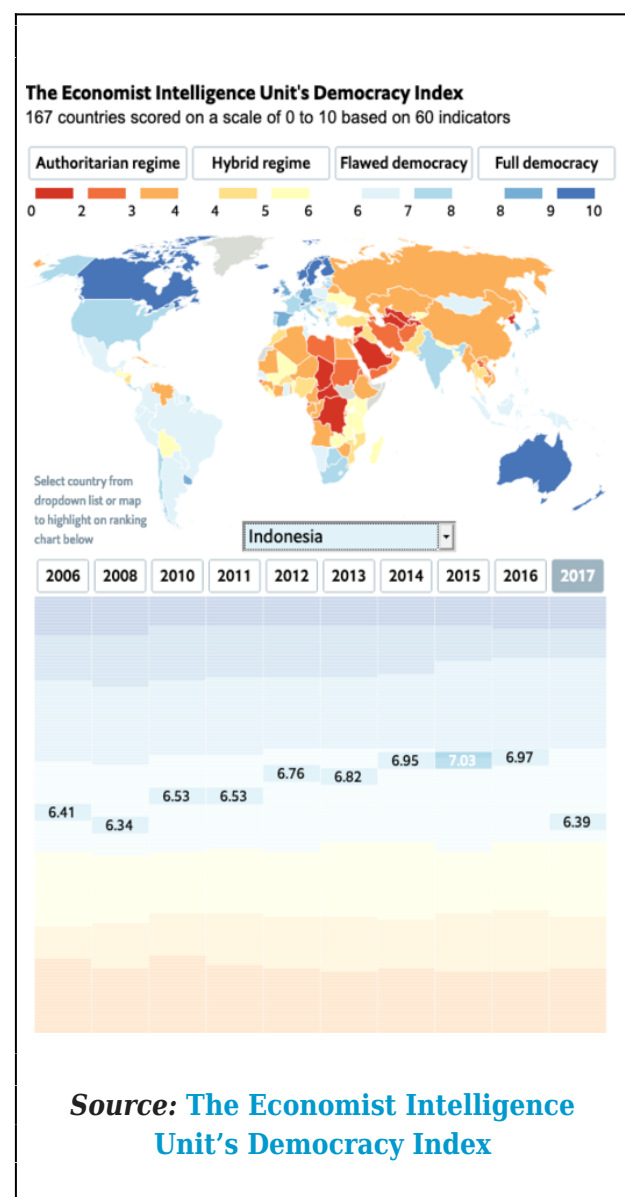 The Economist Intelligence Unit's Democracy Index
167 countries scored on a scale of 0 to 10 based on 60 indicators
Authoritarian regime Hybrid regime Flawed democracy Full democracy
0 2 3 4 4 5 6 6 7 8 8 9 10
Select country from
dropdown list or map
to highlight on ranking
chart below
Indonesia
2006 2008 2010 2011 2012 2013 2014 2015 2016 2017
6.41 6.34 6.53 6.53 6.76 6.82 6.95 7.03 6.97 6.39
Source: The Economist Intelligence
Unit’s Democracy Index